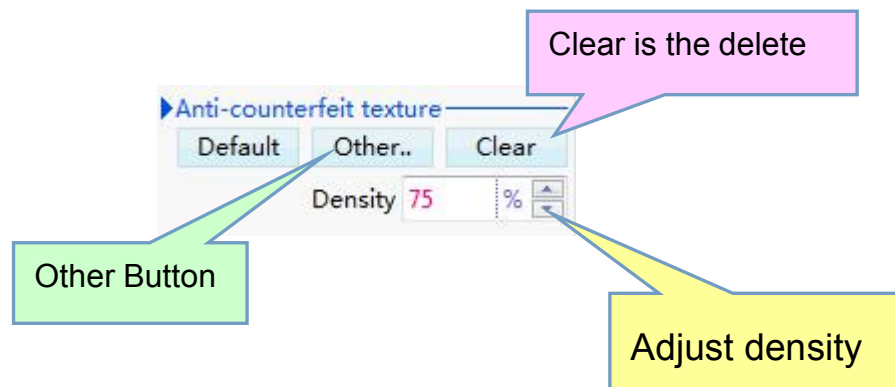 Clear is the delete
Anti-counterfeit texture
Default Other.. Clear
Density 75 %
Other Button
Adjust density